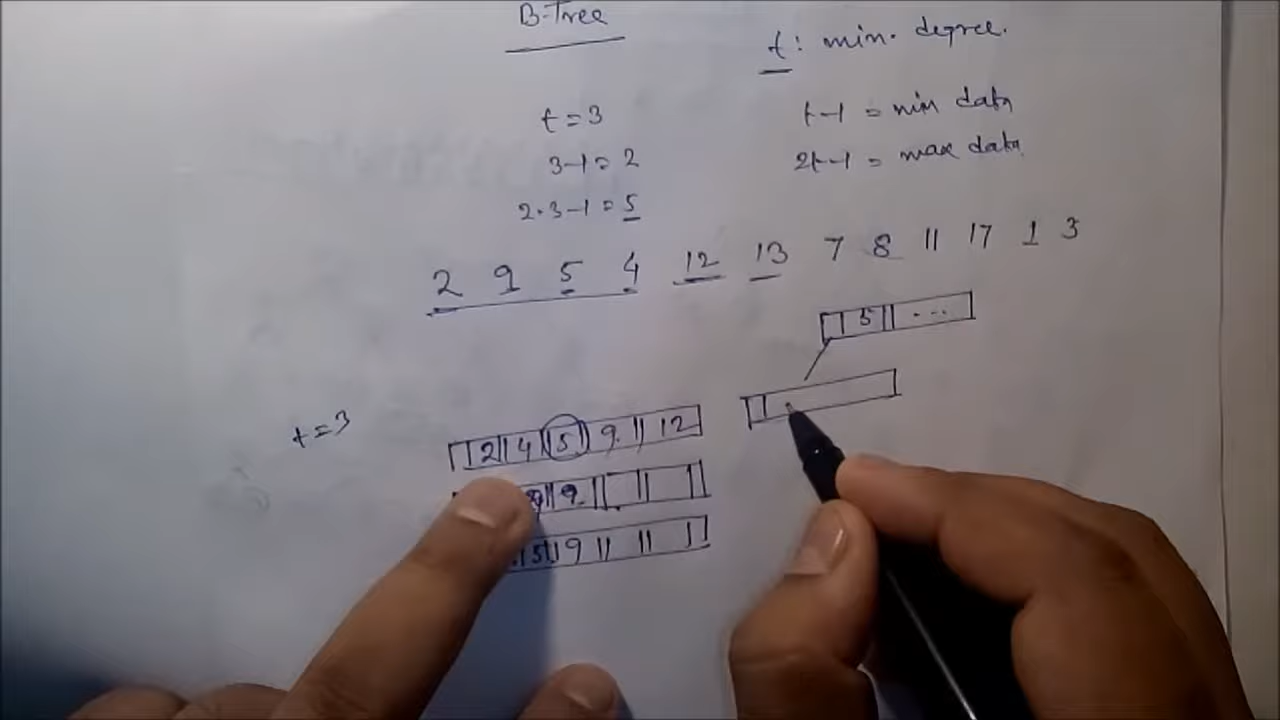 B-Tree
t : min. degree.
t = 3
t-1 = min data
3-1 = 2
2t-1 = max data.
2·3-1 = 5
2 9 5 4 12 13 7 8 11 17 1 3
5 ...
t = 3
2 4 5 9 12
9
5 9